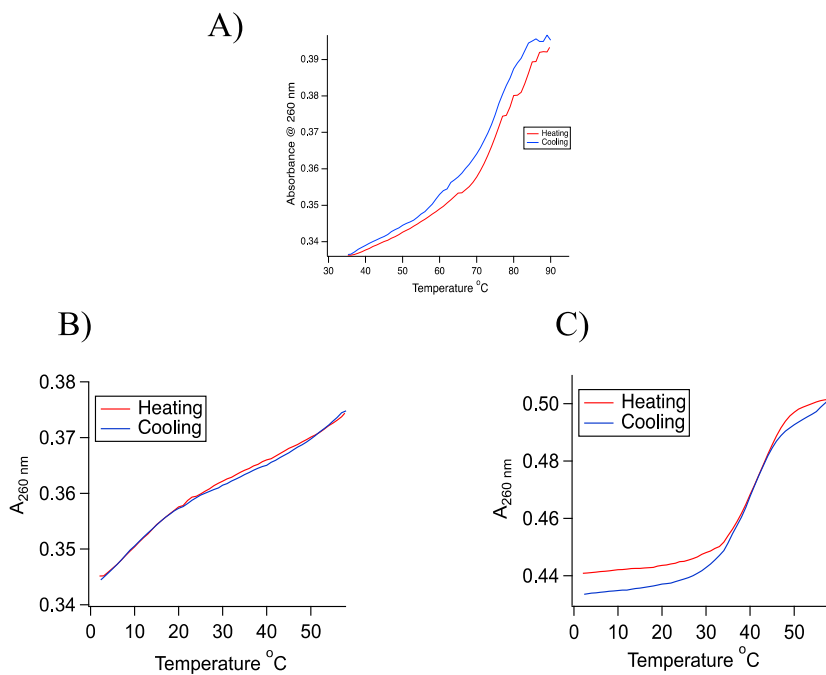 A)
Absorbance @ 260 nm
0.39
0.38
0.37
0.36
0.35
0.34
Heating
Cooling
30 40 50 60 70 80 90
Temperature °C
B)
A260 nm
0.38
0.37
0.36
0.35
0.34
Heating
Cooling
0 10 20 30 40 50
Temperature °C
C)
A260 nm
0.50
0.48
0.46
0.44
Heating
Cooling
0 10 20 30 40 50
Temperature °C